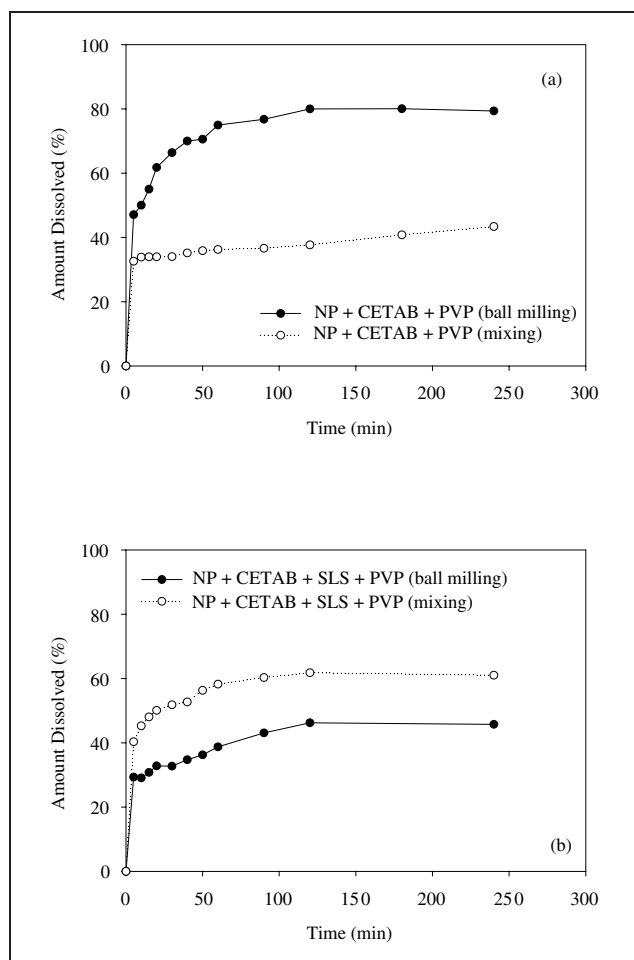 100
(a)
80
60
40
20
0
Amount Dissolved (%)
NP + CETAB + PVP (ball milling)
NP + CETAB + PVP (mixing)
0 50 100 150 200 250 300
Time (min)
100
NP + CETAB + SLS + PVP (ball milling)
NP + CETAB + SLS + PVP (mixing)
80
60
40
20
0
Amount Dissolved (%)
(b)
0 50 100 150 200 250 300
Time (min)